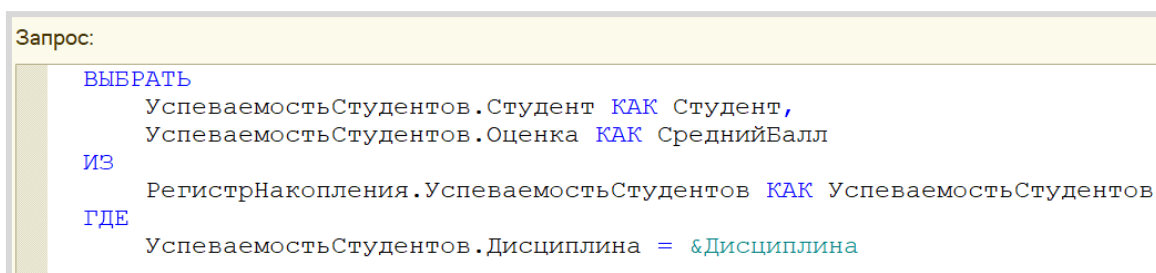 Запрос:
ВЫБРАТЬ
УспеваемостьСтудентов.Студент КАК Студент,
УспеваемостьСтудентов.Оценка КАК СреднийБалл
ИЗ
РегистрНакопления.УспеваемостьСтудентов КАК УспеваемостьСтудентов
ГДЕ
УспеваемостьСтудентов.Дисциплина = &Дисциплина